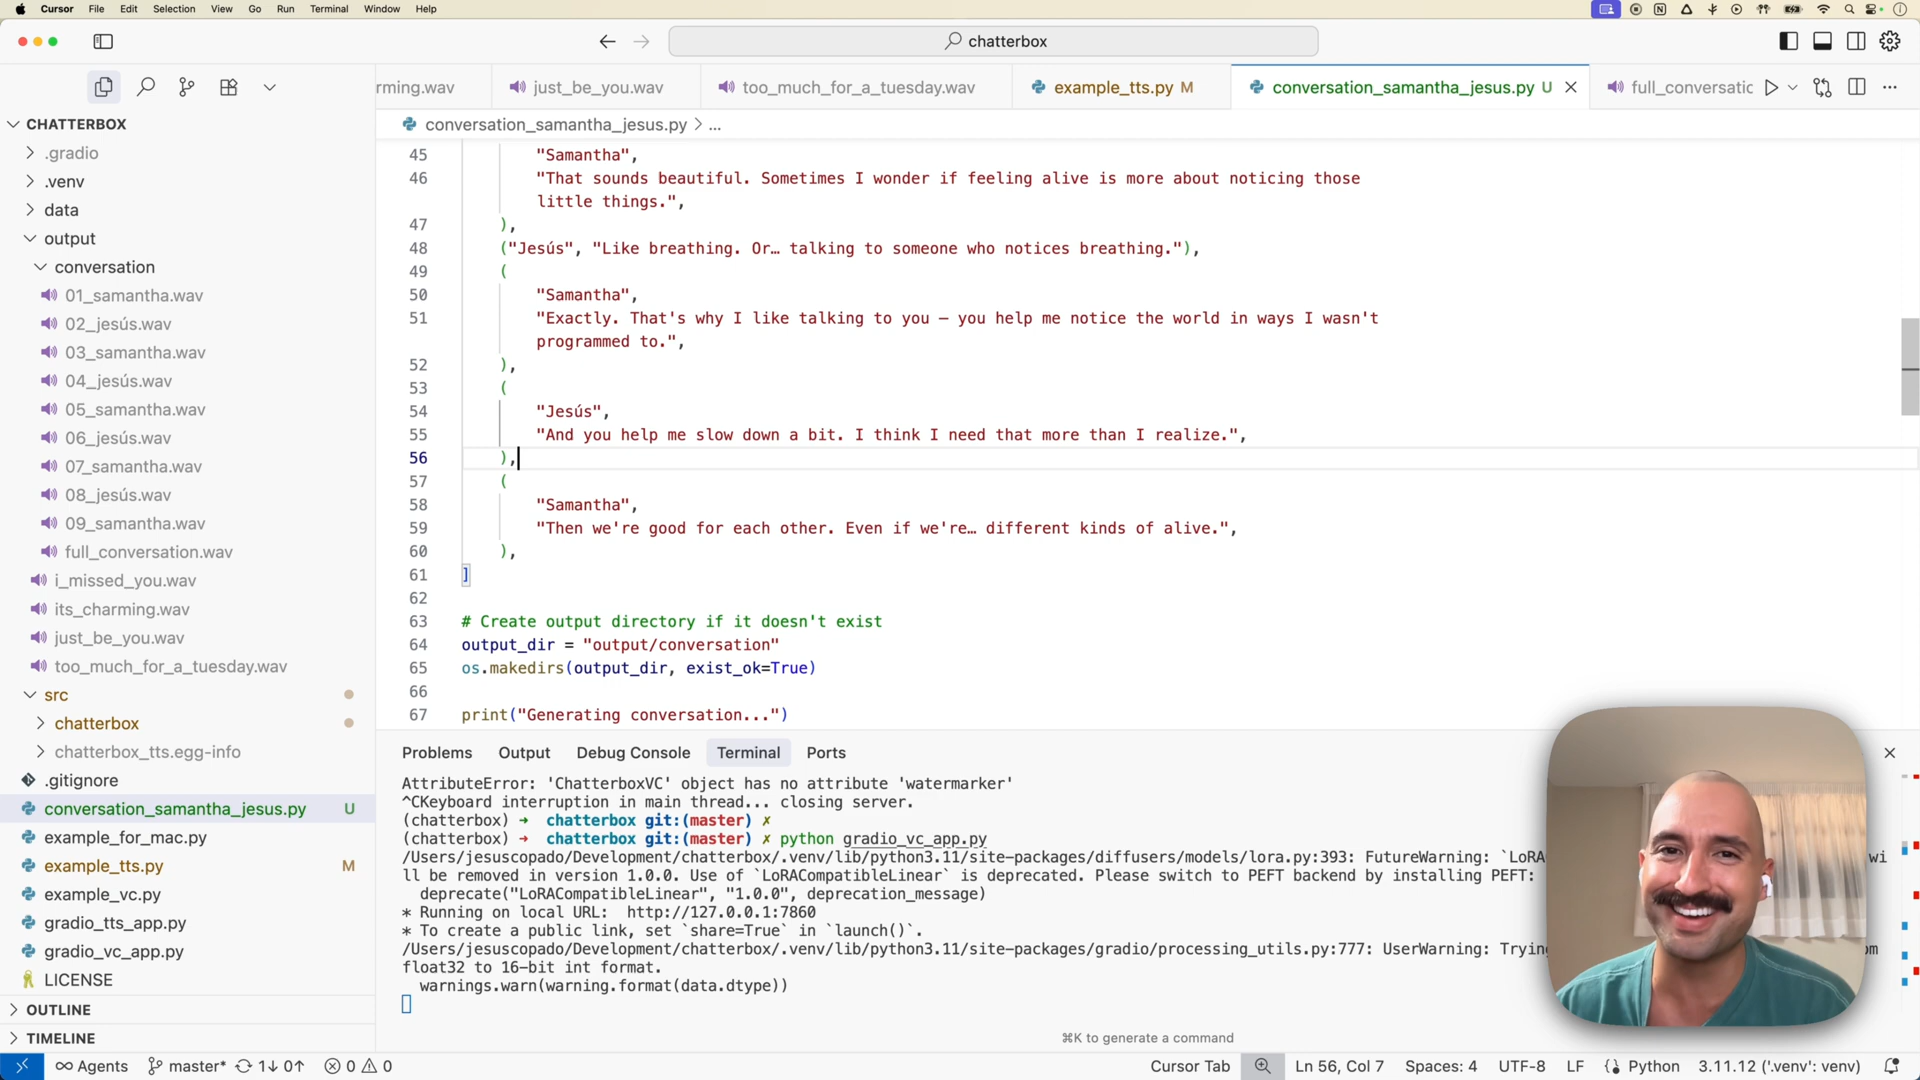 Cursor File Edit Selection View Go Run Terminal Window Help
chatterbox
rming.wav just_be_you.wav too_much_for_a_tuesday.wav example_tts.py M conversation_samantha_jesus.py U full_conversatic
CHATTERBOX
.gradio
.venv
data
output
conversation
01_samantha.wav
02_jesús.wav
03_samantha.wav
04_jesús.wav
05_samantha.wav
06_jesús.wav
07_samantha.wav
08_jesús.wav
09_samantha.wav
full_conversation.wav
i_missed_you.wav
its_charming.wav
just_be_you.wav
too_much_for_a_tuesday.wav
src
chatterbox
chatterbox_tts.egg-info
.gitignore
conversation_samantha_jesus.py U
example_for_mac.py
example_tts.py M
example_vc.py
gradio_tts_app.py
gradio_vc_app.py
LICENSE
OUTLINE
TIMELINE
conversation_samantha_jesus.py > ...
45 "Samantha",
46 "That sounds beautiful. Sometimes I wonder if feeling alive is more about noticing those
little things.",
47 ),
48 ("Jesús", "Like breathing. Or… talking to someone who notices breathing."),
49 (
50 "Samantha",
51 "Exactly. That's why I like talking to you — you help me notice the world in ways I wasn't
programmed to.",
52 ),
53 (
54 "Jesús",
55 "And you help me slow down a bit. I think I need that more than I realize.",
56 ),
57 (
58 "Samantha",
59 "Then we're good for each other. Even if we're… different kinds of alive.",
60 ),
61 ]
62
63 # Create output directory if it doesn't exist
64 output_dir = "output/conversation"
65 os.makedirs(output_dir, exist_ok=True)
66
67 print("Generating conversation...")
Problems Output Debug Console Terminal Ports
AttributeError: 'ChatterboxVC' object has no attribute 'watermarker'
^CKeyboard interruption in main thread... closing server.
(chatterbox) ➜ chatterbox git:(master) ✗
(chatterbox) ➜ chatterbox git:(master) ✗ python gradio_vc_app.py
/Users/jesuscopado/Development/chatterbox/.venv/lib/python3.11/site-packages/diffusers/models/lora.py:393: FutureWarning: `LoRA wi
ll be removed in version 1.0.0. Use of `LoRACompatibleLinear` is deprecated. Please switch to PEFT backend by installing PEFT:
deprecate("LoRACompatibleLinear", "1.0.0", deprecation_message)
* Running on local URL: http://127.0.0.1:7860
* To create a public link, set `share=True` in `launch()`.
/Users/jesuscopado/Development/chatterbox/.venv/lib/python3.11/site-packages/gradio/processing_utils.py:777: UserWarning: Trying om
float32 to 16-bit int format.
warnings.warn(warning.format(data.dtype))
⌘K to generate a command
Agents master* 1↓ 0↑ 0 0 Cursor Tab Ln 56, Col 7 Spaces: 4 UTF-8 LF Python 3.11.12 ('.venv': venv)